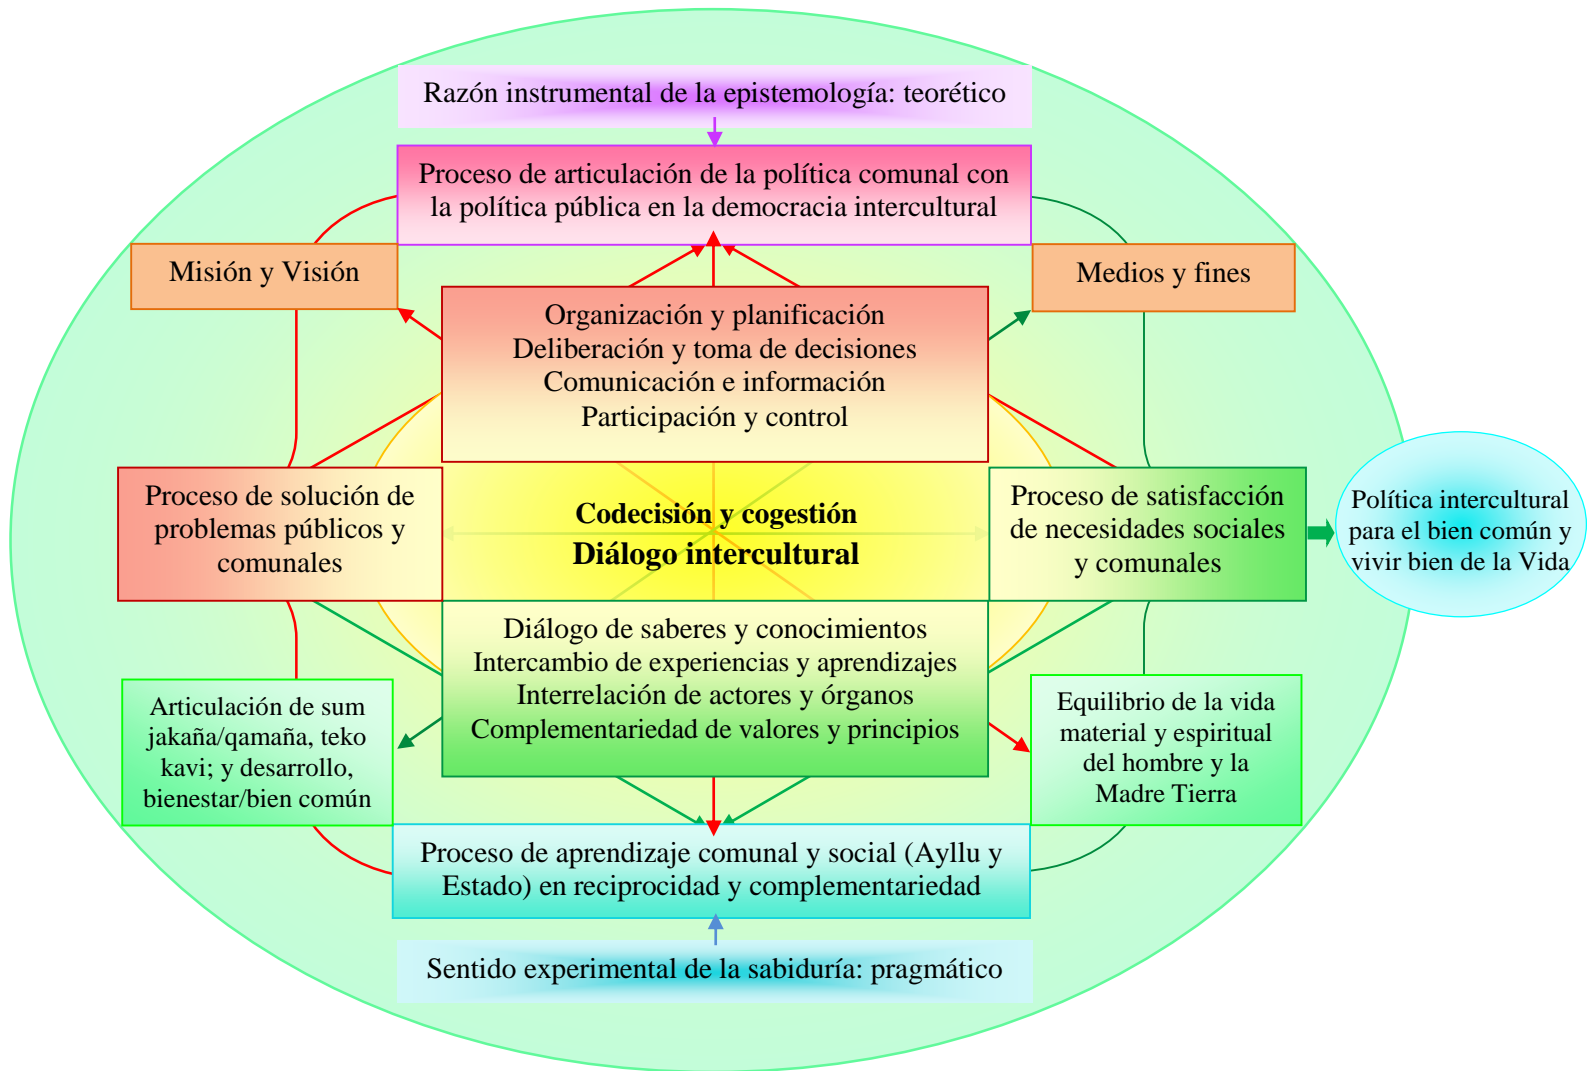 Razón instrumental de la epistemología: teorético
Proceso de articulación de la política comunal con
la política pública en la democracia intercultural
Misión y Visión
Medios y fines
Organización y planificación
Deliberación y toma de decisiones
Comunicación e información
Participación y control
Proceso de solución de
problemas públicos y
comunales
Codecisión y cogestión
Diálogo intercultural
Proceso de satisfacción
de necesidades sociales
y comunales
Política intercultural
para el bien común y
vivir bien de la Vida
Diálogo de saberes y conocimientos
Intercambio de experiencias y aprendizajes
Interrelación de actores y órganos
Complementariedad de valores y principios
Articulación de sum
jakaña/qamaña, teko
kavi; y desarrollo,
bienestar/bien común
Equilibrio de la vida
material y espiritual
del hombre y la
Madre Tierra
Proceso de aprendizaje comunal y social (Ayllu y
Estado) en reciprocidad y complementariedad
Sentido experimental de la sabiduría: pragmático